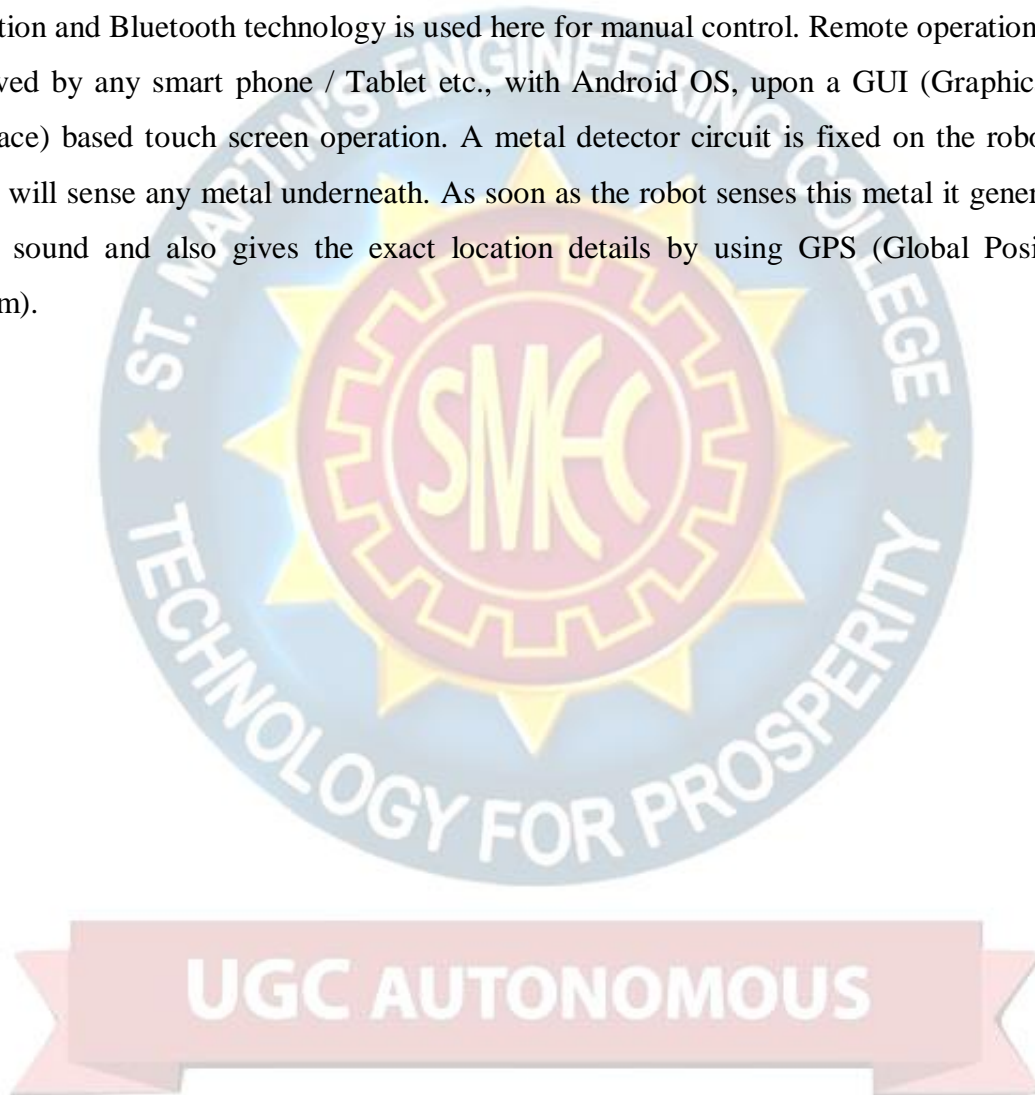 tion and Bluetooth technology is used here for manual control. Remote operation
ved by any smart phone / Tablet etc., with Android OS, upon a GUI (Graphic
ace) based touch screen operation. A metal detector circuit is fixed on the robo
will sense any metal underneath. As soon as the robot senses this metal it gener
sound and also gives the exact location details by using GPS (Global Posi
m).
ST. MARTIN'S ENGINEERING COLLEGE
SMEC
TECHNOLOGY FOR PROSPERITY
UGC AUTONOMOUS